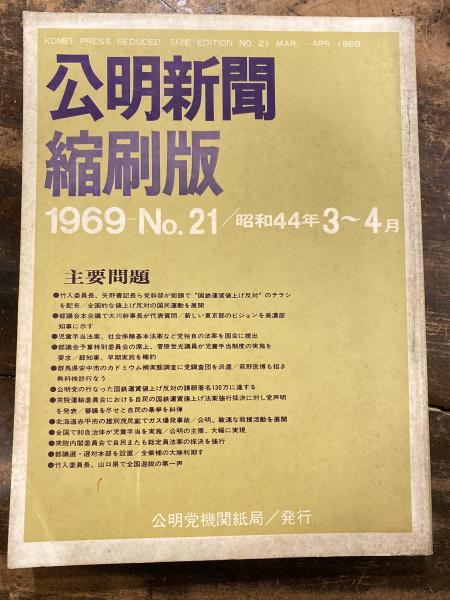 KOMEI PRESS REDUCED-SIZE EDITION NO. 21 MAR. - APR. 1969
公明新聞
縮刷版
1969-No.21/昭和44年3〜4月
主要問題
●竹入委員長、矢野書記長ら党幹部が街頭で"国鉄運賃値上げ反対"のチラシ
を配布/全国的な値上げ反対の国民運動を展開
●都議会本会議で大川幹事長が代表質問/新しい東京都のビジョンを美濃部
知事に示す
●児童手当法案、社会保障基本法案など党独自の法案を国会に提出
●都議会予算特別委員会の席上、菅原世光議員が児童手当制度の実施を
要求/都知事、早期実施を確約
●群馬県安中市のカドミウム禍実態調査に党調査団を派遣/萩野医博も招き
無料検診行なう
●公明党の行なった国鉄運賃値上げ反対の請願署名130万に達する
●衆院運輸委員会における自民の国鉄運賃値上げ法案強行採決に対し党声明
を発表/審議を尽せと自民の暴挙を糾弾
●北海道赤平市の雄別茂尻鉱でガス爆発事故/公明、敏速な救援活動を展開
●全国で80自治体が児童手当を実施/公明の主張、大幅に実現
●衆院内閣委員会で自民またも総定員法案の採決を強行
●都議選・選対本部を設置/全候補の大勝利期す
●竹入委員長、山口県で全国遊説の第一声
公明党機関紙局/発行